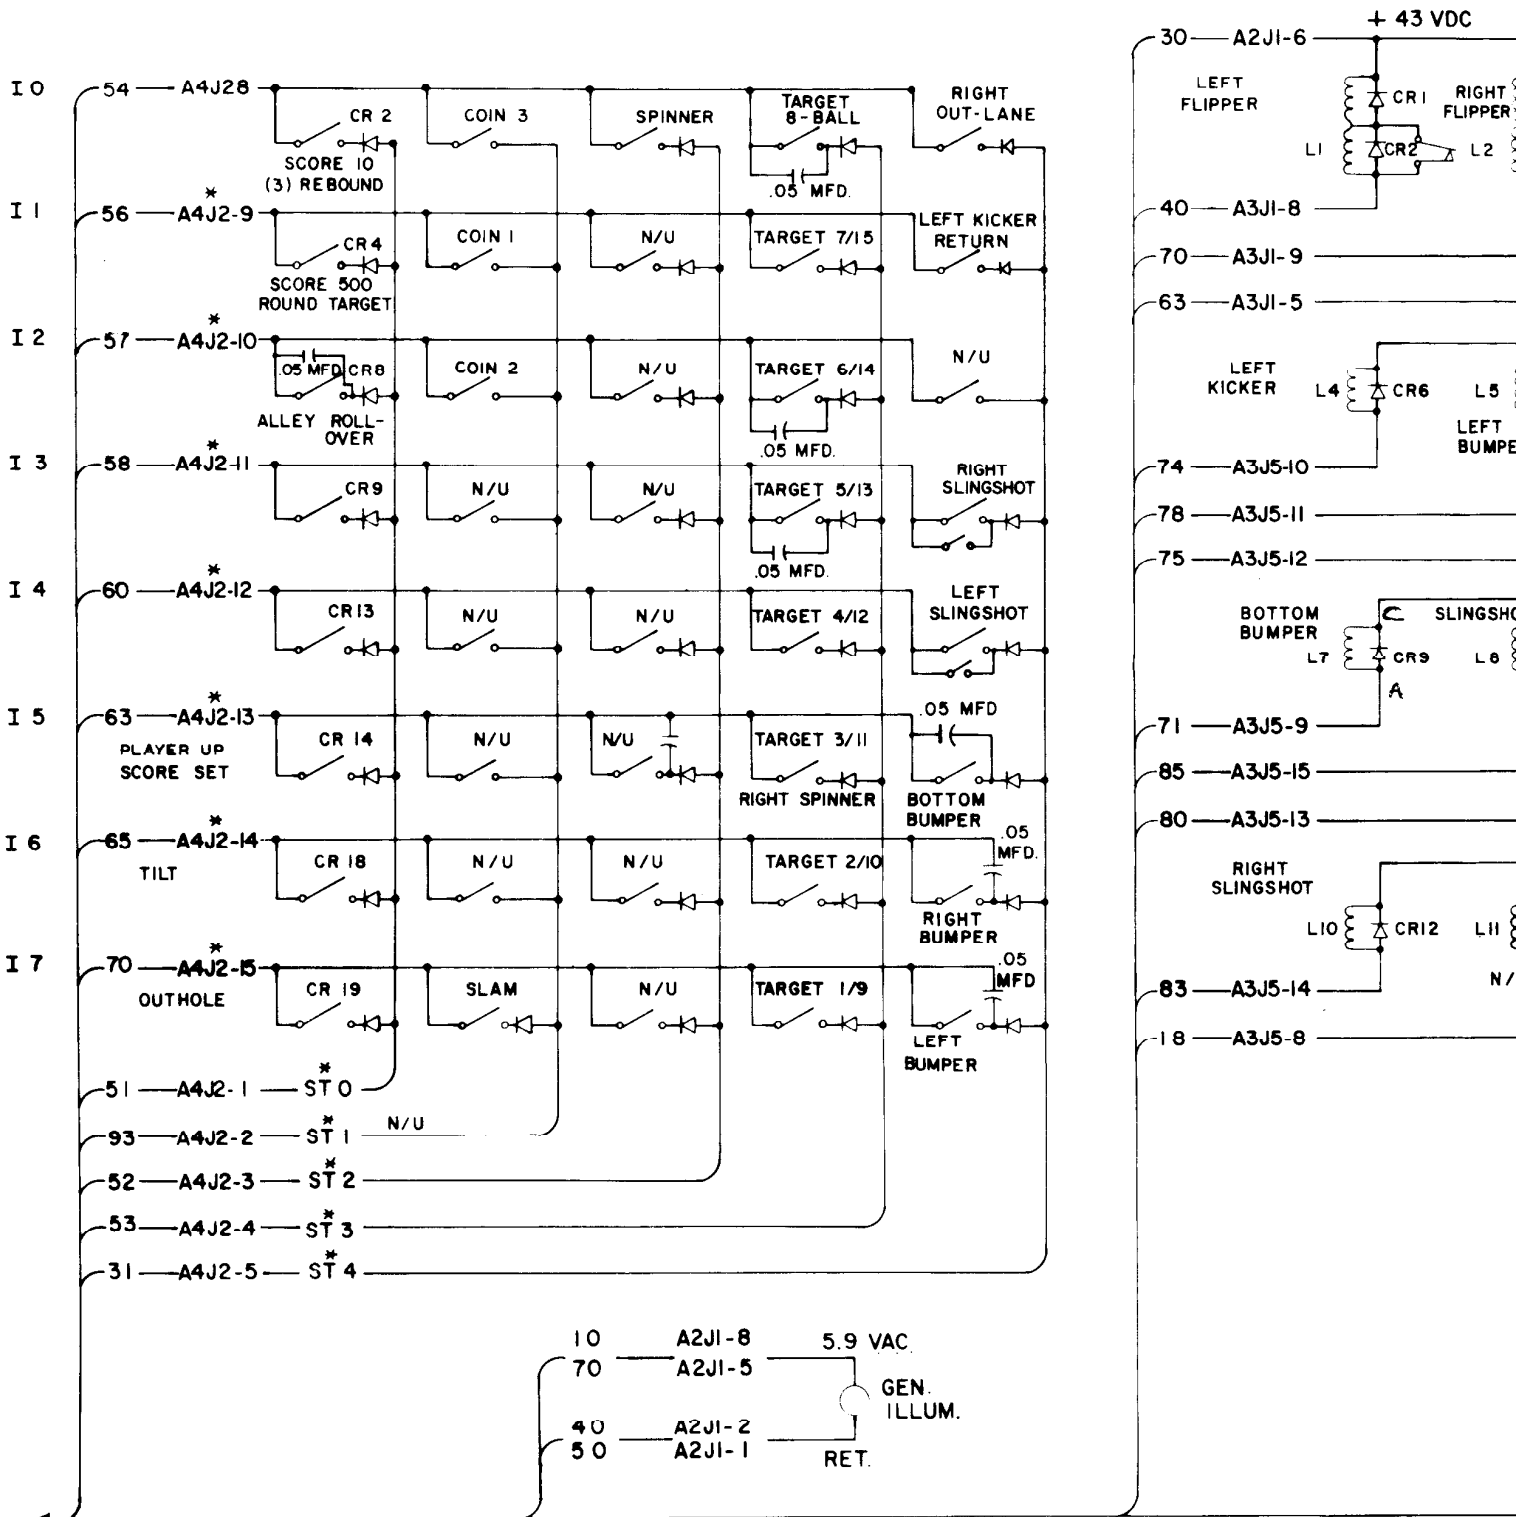 I 0
54 A4J28
CR 2
COIN 3
SPINNER
TARGET
8-BALL
RIGHT
OUT-LANE
SCORE 10
(3) REBOUND
.05 MFD.
I 1
56 A4J2-9
*
CR 4
COIN 1
N/U
TARGET 7/15
LEFT KICKER
RETURN
SCORE 500
ROUND TARGET
I 2
57 A4J2-10
*
.05 MFD
CR8
COIN 2
N/U
TARGET 6/14
N/U
ALLEY ROLL-
OVER
.05 MFD.
I 3
58 A4J2-11
*
CR9
N/U
N/U
TARGET 5/13
RIGHT
SLINGSHOT
.05 MFD.
I 4
60 A4J2-12
*
CR13
N/U
N/U
TARGET 4/12
LEFT
SLINGSHOT
I 5
63 A4J2-13
*
PLAYER UP
SCORE SET
CR 14
N/U
N/U
TARGET 3/11
.05 MFD
RIGHT SPINNER
BOTTOM
BUMPER
I 6
65 A4J2-14
*
TILT
CR 18
N/U
N/U
TARGET 2/10
.05
MFD.
RIGHT
BUMPER
I 7
70 A4J2-15
*
OUTHOLE
CR 19
SLAM
N/U
TARGET 1/9
.05
MFD
LEFT
BUMPER
51 A4J2-1 ST 0
*
93 A4J2-2 ST 1 N/U
*
52 A4J2-3 ST 2
*
53 A4J2-4 ST 3
*
31 A4J2-5 ST 4
*
10 A2J1-8 5.9 VAC
70 A2J1-5
GEN.
ILLUM.
40 A2J1-2
50 A2J1-1
RET.
+ 43 VDC
30 A2J1-6
LEFT
FLIPPER
CR1
RIGHT
FLIPPER
L1
CR2
L2
40 A3J1-8
70 A3J1-9
63 A3J1-5
LEFT
KICKER
L4
CR6
L5
LEFT
BUMPE
74 A3J5-10
78 A3J5-11
75 A3J5-12
BOTTOM
BUMPER
C
SLINGSHO
L7
CR9
L8
A
71 A3J5-9
85 A3J5-15
80 A3J5-13
RIGHT
SLINGSHOT
L10
CR12
L11
N/
83 A3J5-14
18 A3J5-8